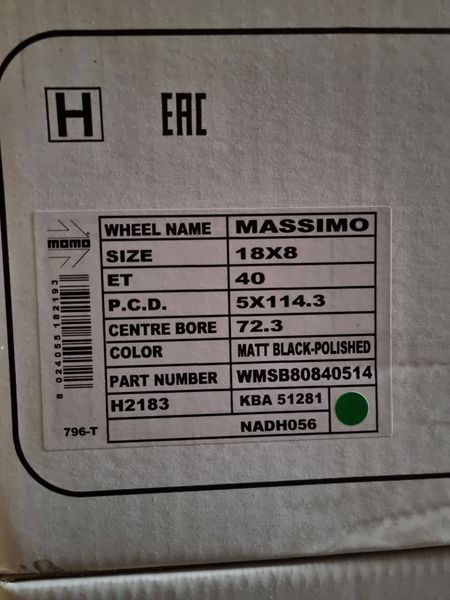 H EAC
momo
WHEEL NAME MASSIMO
SIZE 18X8
ET 40
P.C.D. 5X114.3
CENTRE BORE 72.3
COLOR MATT BLACK-POLISHED
PART NUMBER WMSB80840514
H2183 KBA 51281
NADH056
8 024055 182193
796-T